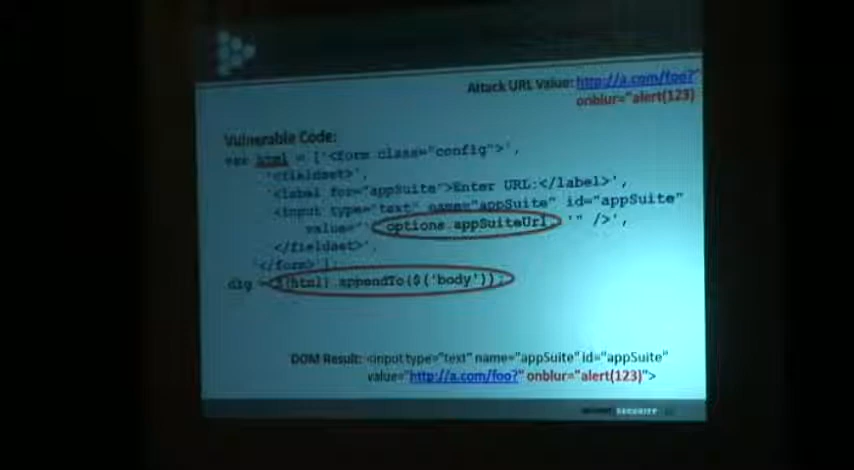 Attack URL Value: http://a.com/foo?"
onblur="alert(123)
Vulnerable Code:
var html = ['<form class="config">',
'<fieldset>',
'<label for="appSuite">Enter URL:</label>',
'<input type="text" name="appSuite" id="appSuite"
value="', options.appSuiteUrl, '" />',
'</fieldset>',
'</form>'];
dlg = $(html).appendTo($('body'));
DOM Result: <input type="text" name="appSuite" id="appSuite"
value="http://a.com/foo?" onblur="alert(123)">
SECURITY